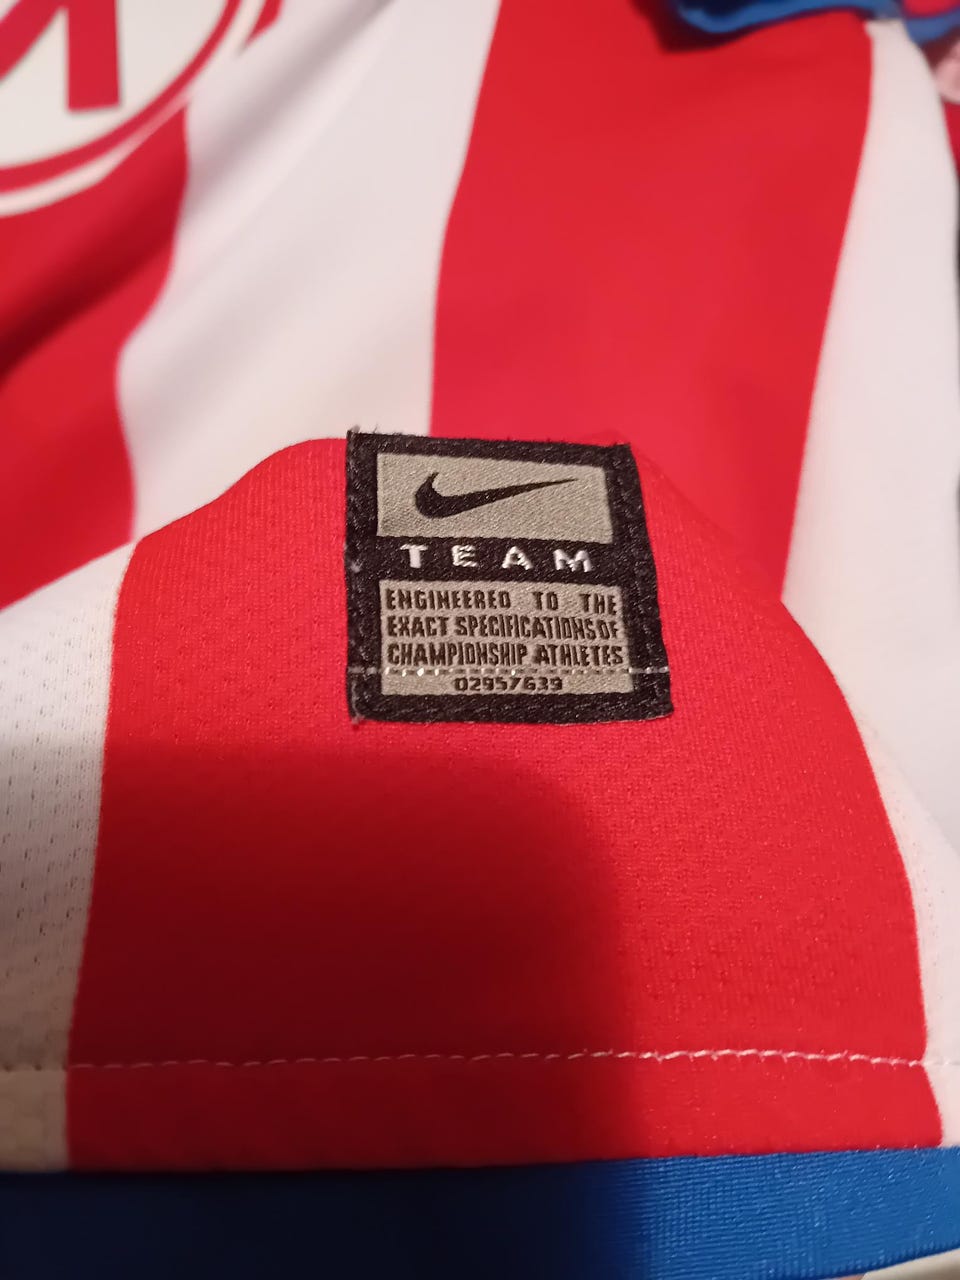 TEAM
ENGINEERED TO THE
EXACT SPECIFICATIONS OF
CHAMPIONSHIP ATHLETES
02957639